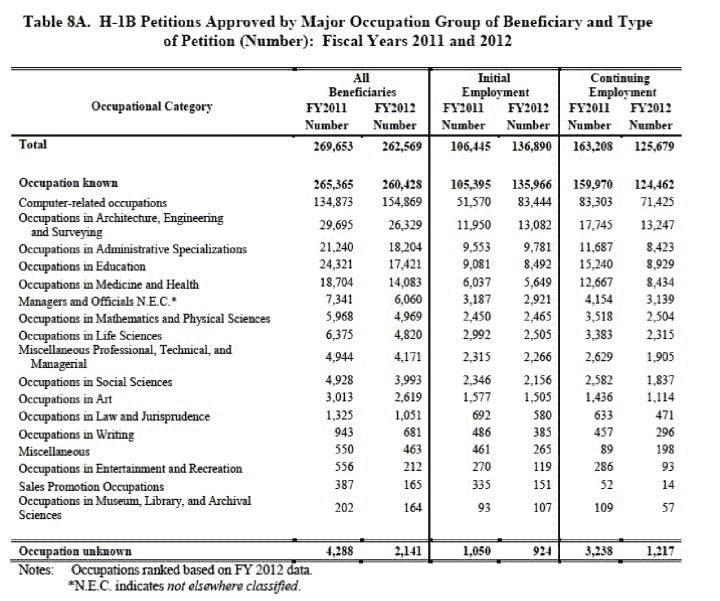 Table 8A. H-1B Petitions Approved by Major Occupation Group of Beneficiary and Type
of Petition (Number): Fiscal Years 2011 and 2012
All Initial Continuing
Beneficiaries Employment Employment
Occupational Category FY2011 FY2012 FY2011 FY2012 FY2011 FY2012
Number Number Number Number Number Number
Total 269,653 262,569 106,445 136,890 163,208 125,679
Occupation known 265,365 260,428 105,395 135,966 159,970 124,462
Computer-related occupations 134,873 154,869 51,570 83,444 83,303 71,425
Occupations in Architecture, Engineering
and Surveying 29,695 26,329 11,950 13,082 17,745 13,247
Occupations in Administrative Specializations 21,240 18,204 9,553 9,781 11,687 8,423
Occupations in Education 24,321 17,421 9,081 8,492 15,240 8,929
Occupations in Medicine and Health 18,704 14,083 6,037 5,649 12,667 8,434
Managers and Officials N.E.C.* 7,341 6,060 3,187 2,921 4,154 3,139
Occupations in Mathematics and Physical Sciences 5,968 4,969 2,450 2,465 3,518 2,504
Occupations in Life Sciences 6,375 4,820 2,992 2,505 3,383 2,315
Miscellaneous Professional, Technical, and
Managerial 4,944 4,171 2,315 2,266 2,629 1,905
Occupations in Social Sciences 4,928 3,993 2,346 2,156 2,582 1,837
Occupations in Art 3,013 2,619 1,577 1,505 1,436 1,114
Occupations in Law and Jurisprudence 1,325 1,051 692 580 633 471
Occupations in Writing 943 681 486 385 457 296
Miscellaneous 550 463 461 265 89 198
Occupations in Entertainment and Recreation 556 212 270 119 286 93
Sales Promotion Occupations 387 165 335 151 52 14
Occupations in Museum, Library, and Archival
Sciences 202 164 93 107 109 57
Occupation unknown 4,288 2,141 1,050 924 3,238 1,217
Notes: Occupations ranked based on FY 2012 data.
*N.E.C. indicates not elsewhere classified.